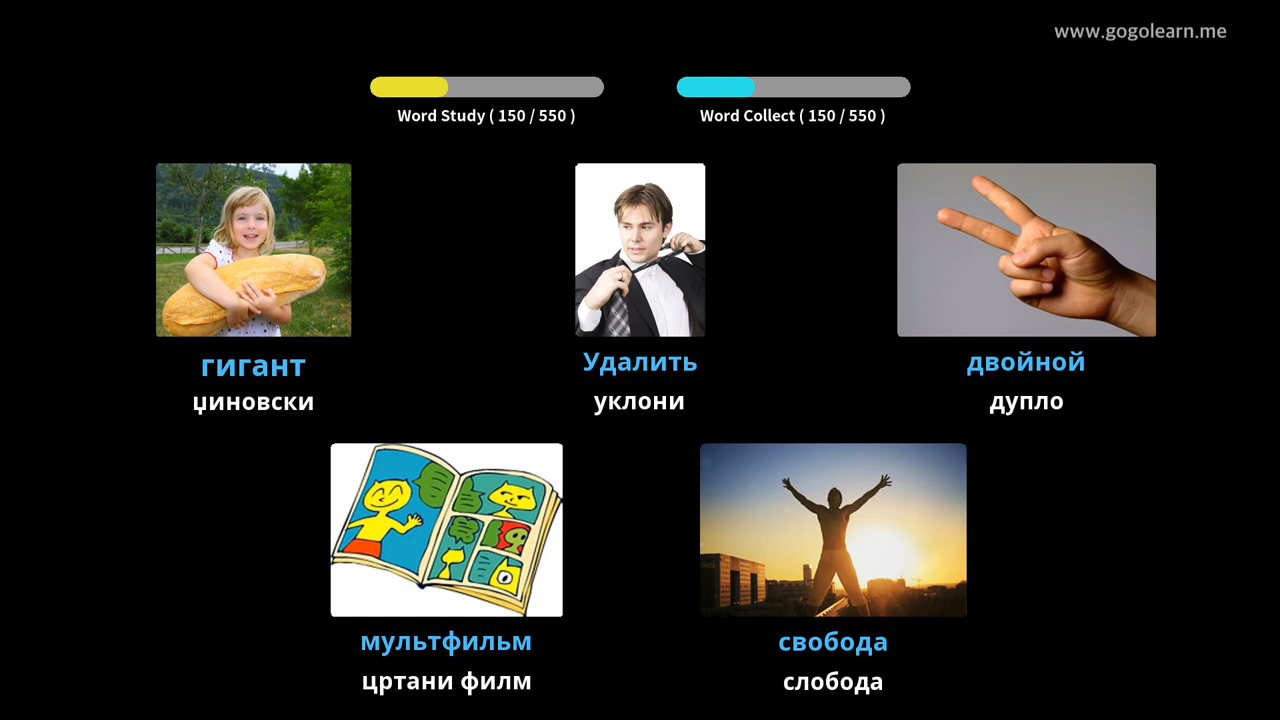 www.gogolearn.me
Word Study ( 150 / 550 )
Word Collect ( 150 / 550 )
гигант
џиновски
Удалить
уклони
двойной
дупло
мультфильм
цртани филм
свобода
слобода